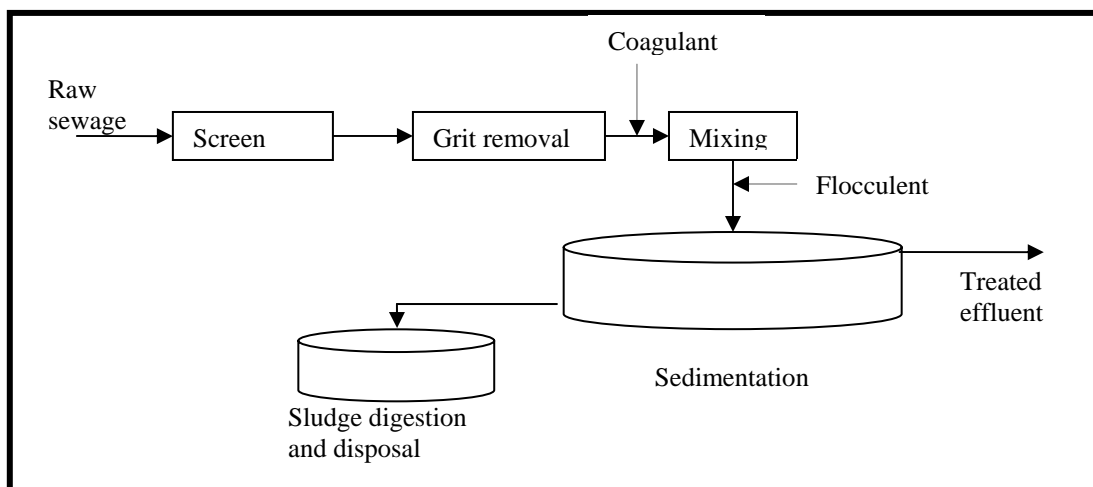 Coagulant
Raw
sewage
Screen
Grit removal
Mixing
Flocculent
Treated
effluent
Sedimentation
Sludge digestion
and disposal